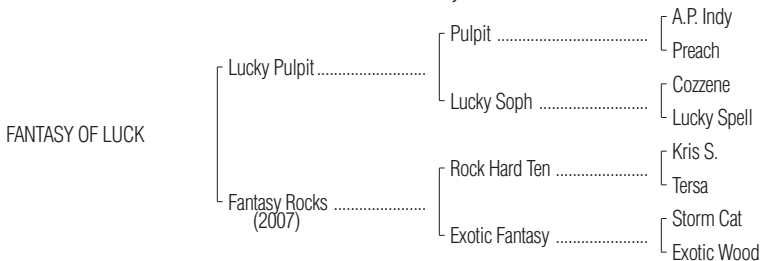 A.P. Indy
Pulpit
Preach
Lucky Pulpit
Cozzene
Lucky Soph
Lucky Spell
FANTASY OF LUCK
Kris S.
Rock Hard Ten
Tersa
Fantasy Rocks
(2007)
Storm Cat
Exotic Fantasy
Exotic Wood